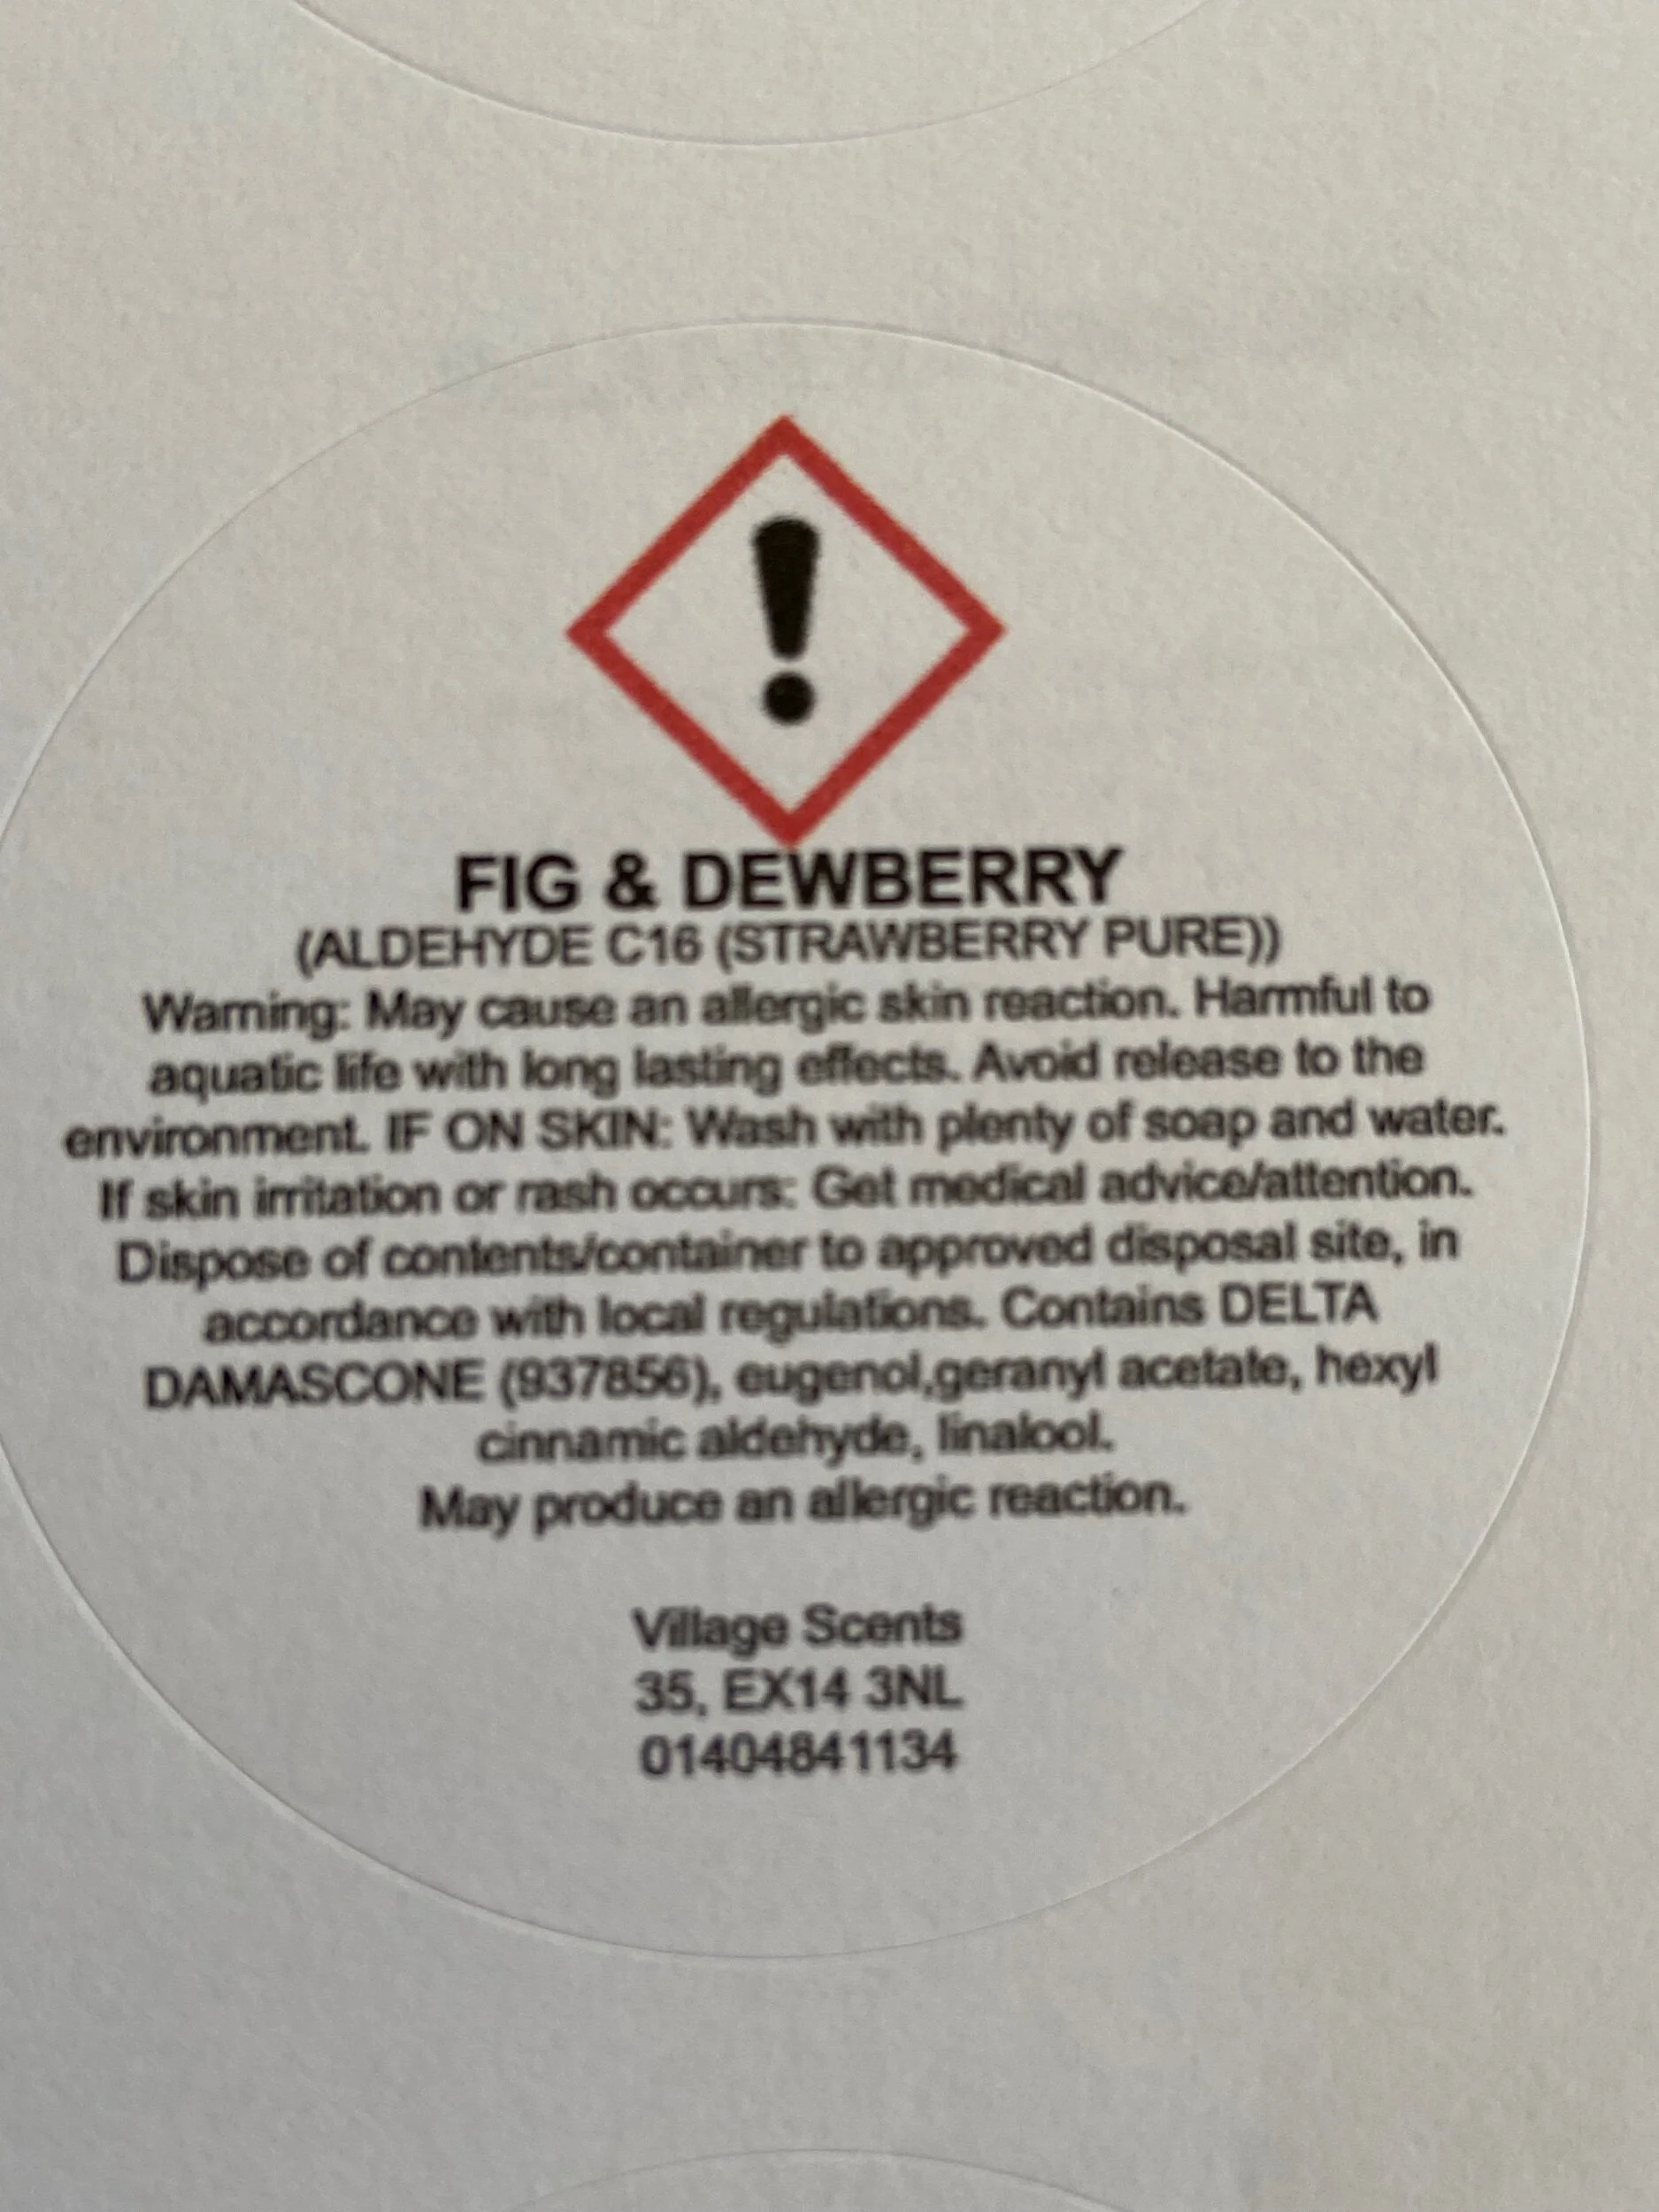 FIG & DEWBERRY
(ALDEHYDE C16 (STRAWBERRY PURE))
Warning: May cause an allergic skin reaction. Harmful to
aquatic life with long lasting effects. Avoid release to the
environment. IF ON SKIN: Wash with plenty of soap and water.
If skin irritation or rash occurs: Get medical advice/attention.
Dispose of contents/container to approved disposal site, in
accordance with local regulations. Contains DELTA
DAMASCONE (937856), eugenol,geranyl acetate, hexyl
cinnamic aldehyde, linalool.
May produce an allergic reaction.
Village Scents
35, EX14 3NL
01404841134